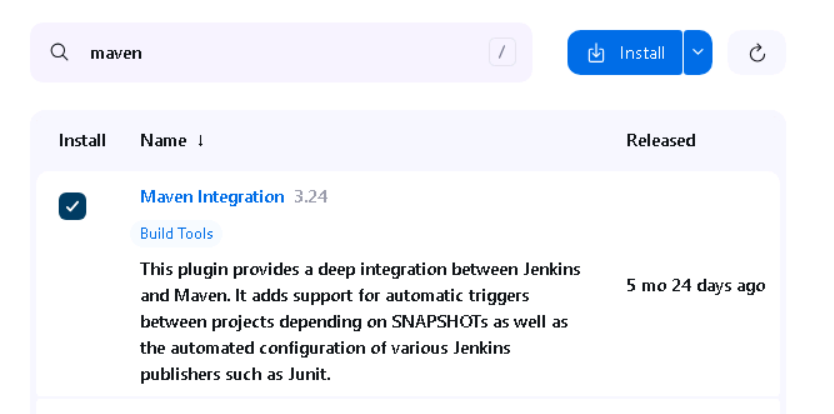 maven
/
Install
Install Name ↓ Released
Maven Integration 3.24
Build Tools
This plugin provides a deep integration between Jenkins
and Maven. It adds support for automatic triggers
between projects depending on SNAPSHOTs as well as
the automated configuration of various Jenkins
publishers such as Junit.
5 mo 24 days ago